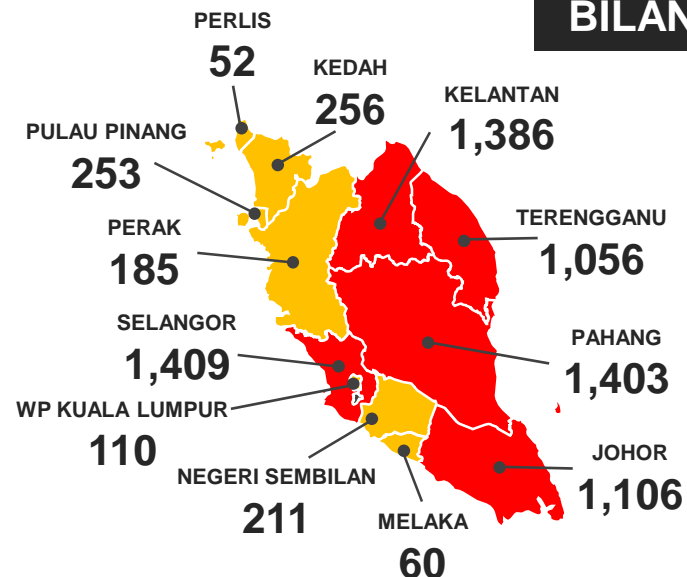 BILAN
PERLIS
52
KEDAH
256
KELANTAN
1,386
PULAU PINANG
253
TERENGGANU
1,056
PERAK
185
SELANGOR
1,409
PAHANG
1,403
WP KUALA LUMPUR
110
NEGERI SEMBILAN
211
JOHOR
1,106
MELAKA
60